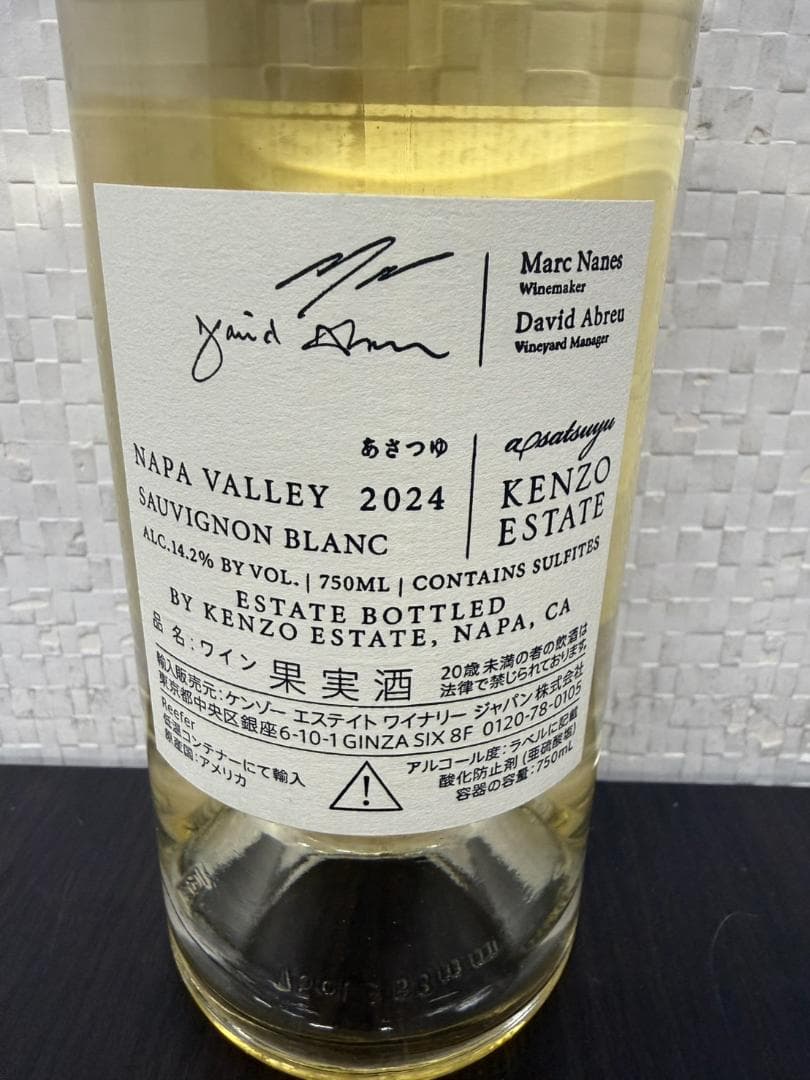 David Abreu
Marc Nanes
Winemaker
David Abreu
Vineyard Manager
あさつゆ
NAPA VALLEY 2024
SAUVIGNON BLANC
asatsuyu
KENZO
ESTATE
ALC.14.2% BY VOL. | 750ML | CONTAINS SULFITES
ESTATE BOTTLED
BY KENZO ESTATE, NAPA, CA
品名:ワイン 果実酒
20歳未満の者の飲酒は
法律で禁じられております。
輸入販売元:ケンゾー エステイト ワイナリー ジャパン株式会社
東京都中央区銀座6-10-1 GINZA SIX 8F 0120-78-0105
Reefer
低温コンテナーにて輸入
原産国:アメリカ
アルコール度:ラベルに記載
酸化防止剤(亜硫酸塩)
容器の容量:750mL